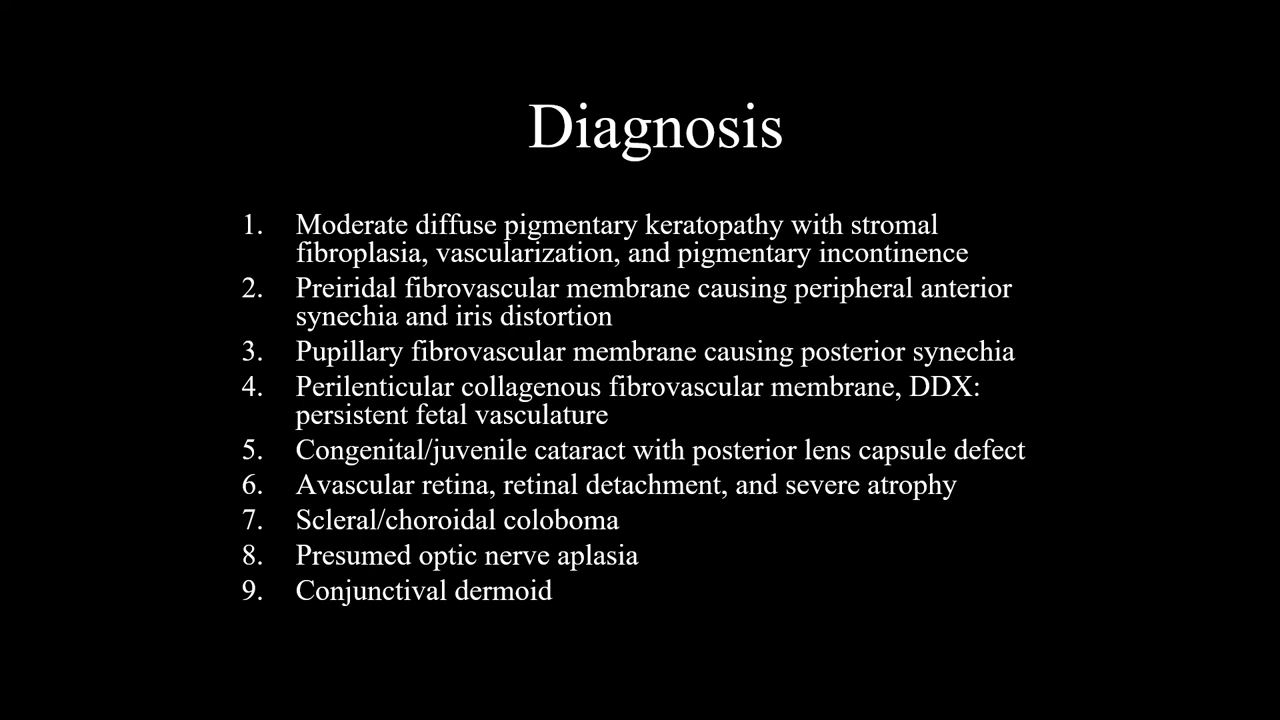 Diagnosis
1. Moderate diffuse pigmentary keratopathy with stromal
fibroplasia, vascularization, and pigmentary incontinence
2. Preiridal fibrovascular membrane causing peripheral anterior
synechia and iris distortion
3. Pupillary fibrovascular membrane causing posterior synechia
4. Perilenticular collagenous fibrovascular membrane, DDX:
persistent fetal vasculature
5. Congenital/juvenile cataract with posterior lens capsule defect
6. Avascular retina, retinal detachment, and severe atrophy
7. Scleral/choroidal coloboma
8. Presumed optic nerve aplasia
9. Conjunctival dermoid